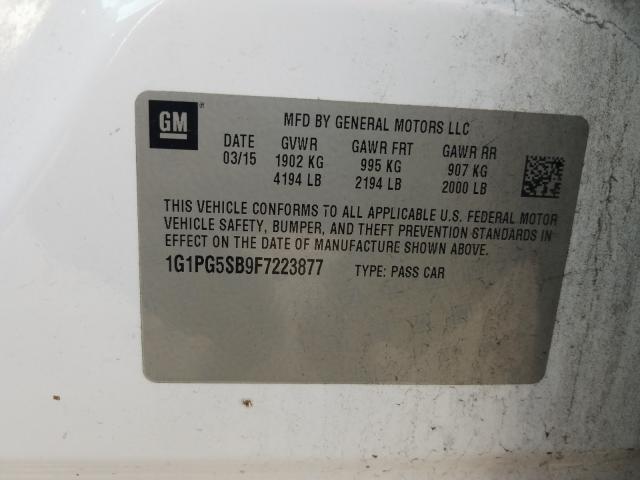 GM
MFD BY GENERAL MOTORS LLC
DATE GVWR GAWR FRT GAWR RR
03/15 1902 KG 995 KG 907 KG
4194 LB 2194 LB 2000 LB
THIS VEHICLE CONFORMS TO ALL APPLICABLE U.S. FEDERAL MOTOR
VEHICLE SAFETY, BUMPER, AND THEFT PREVENTION STANDARDS IN
EFFECT ON THE DATE OF MANUFACTURE SHOWN ABOVE.
1G1PG5SB9F7223877 TYPE: PASS CAR